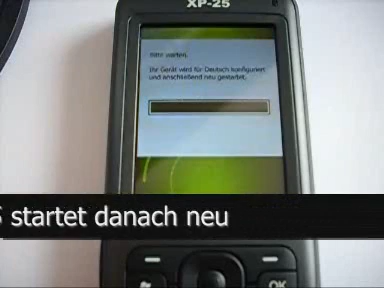 XP-25
Bitte warten.
Ihr Gerät wird für Deutsch konfiguriert
und anschließend neu gestartet.
startet danach neu
OK